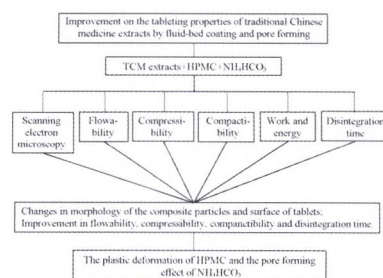 Improvement on the tableting properties of traditional Chinese
medicine extracts by fluid-bed coating and pore forming
TCM extracts+HPMC+NH₄HCO₃
Scanning
electron
microscopy
Flowa-
bility
Compressi-
bility
Compacti-
bility
Work and
energy
Disintegration
time
Changes in morphology of the composite particles and surface of tablets;
Improvement in flowability, compressibility, companctibility and disintegration time.
The plastic deformation of HPMC and the pore forming
effect of NH₄HCO₃